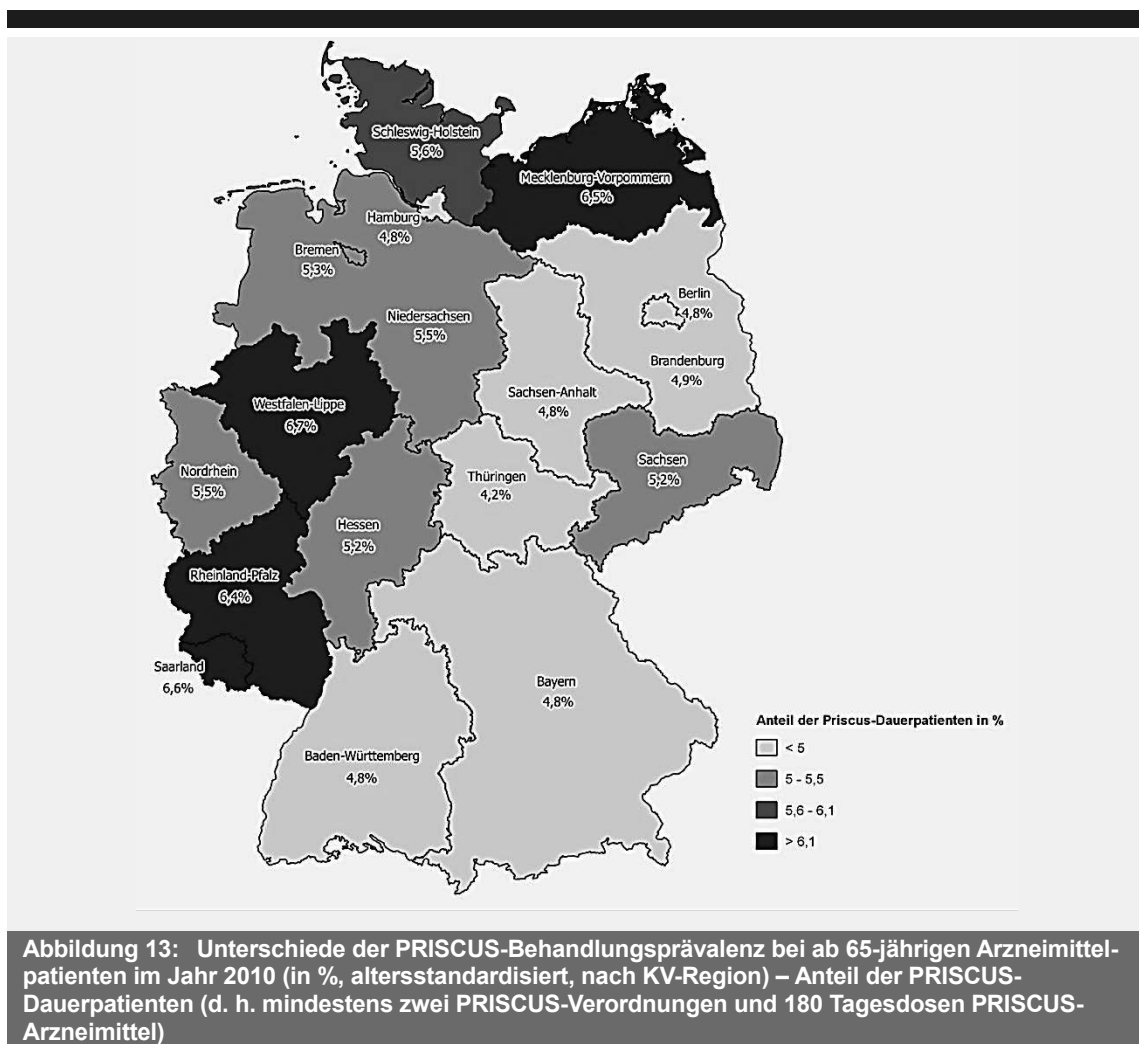 Schleswig-Holstein
5,6%
Mecklenburg-Vorpommern
6,5%
Hamburg
4,8%
Bremen
5,3%
Niedersachsen
5,5%
Berlin
4,8%
Brandenburg
4,9%
Sachsen-Anhalt
4,8%
Westfalen-Lippe
6,7%
Nordrhein
5,5%
Thüringen
4,2%
Sachsen
5,2%
Hessen
5,2%
Rheinland-Pfalz
6,4%
Saarland
6,6%
Bayern
4,8%
Baden-Württemberg
4,8%
Anteil der Priscus-Dauerpatienten in %
< 5
5 - 5,5
5,6 - 6,1
> 6,1
Abbildung 13: Unterschiede der PRISCUS-Behandlungsprävalenz bei ab 65-jährigen Arzneimittel-
patienten im Jahr 2010 (in %, altersstandardisiert, nach KV-Region) – Anteil der PRISCUS-
Dauerpatienten (d. h. mindestens zwei PRISCUS-Verordnungen und 180 Tagesdosen PRISCUS-
Arzneimittel)